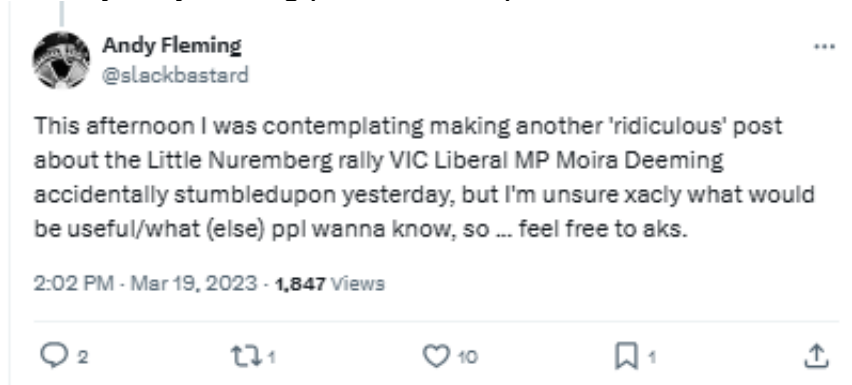 Andy Fleming
@slackbastard
This afternoon I was contemplating making another 'ridiculous' post
about the Little Nuremberg rally VIC Liberal MP Moira Deeming
accidentally stumbledupon yesterday, but I'm unsure xacly what would
be useful/what (else) ppl wanna know, so ... feel free to aks.
2:02 PM · Mar 19, 2023 · 1,847 Views
2 1 10 1